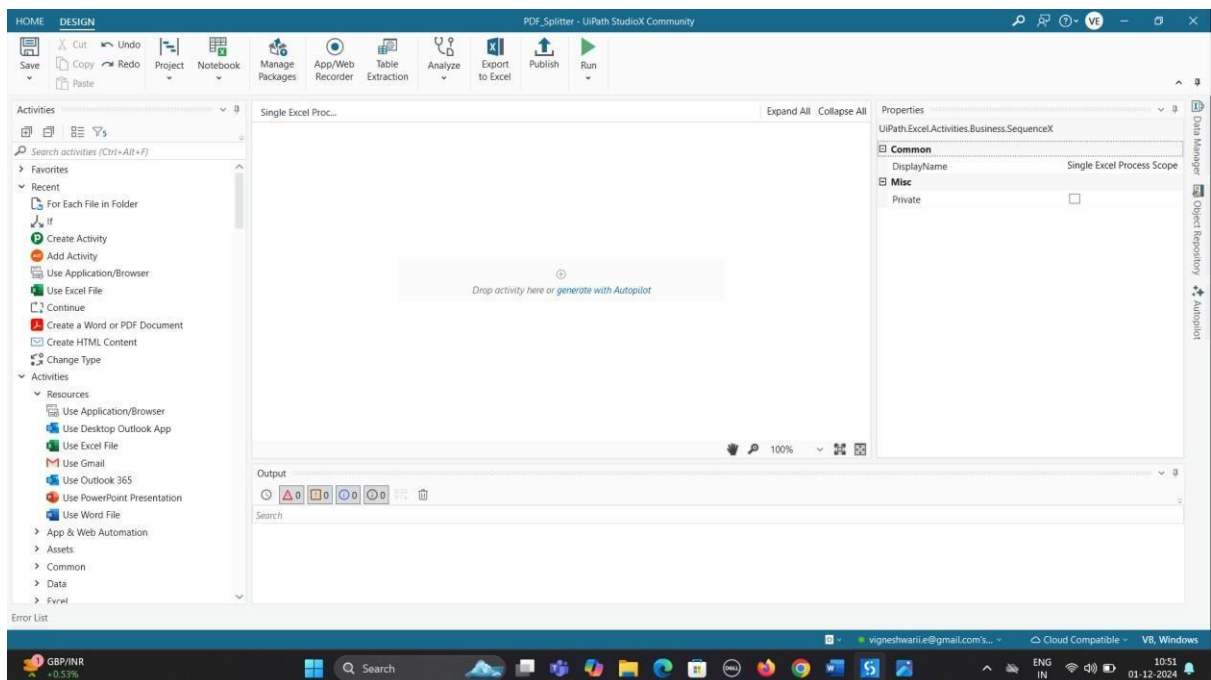 HOME DESIGN PDF_Splitter - UiPath StudioX Community VE
Save
Cut Undo
Copy Redo
Paste
Project
Notebook
Manage Packages
App/Web Recorder
Table Extraction
Analyze
Export to Excel
Publish
Run
Activities
Search activities (Ctrl+Alt+F)
Favorites
Recent
For Each File in Folder
If
Create Activity
Add Activity
Use Application/Browser
Use Excel File
Continue
Create a Word or PDF Document
Create HTML Content
Change Type
Activities
Resources
Use Application/Browser
Use Desktop Outlook App
Use Excel File
Use Gmail
Use Outlook 365
Use PowerPoint Presentation
Use Word File
App & Web Automation
Assets
Common
Data
Excel
Single Excel Proc... Expand All Collapse All
Drop activity here or generate with Autopilot
100%
Output
0 0 0 0
Search
Properties
UiPath.Excel.Activities.Business.SequenceX
Common
DisplayName Single Excel Process Scope
Misc
Private
Data Manager
Object Repository
Autopilot
Error List
vigneshwarii.e@gmail.com's... Cloud Compatible VB, Windows
1 GBP/INR
+0.53%
Search
DELL
ENG
IN
10:51
01-12-2024